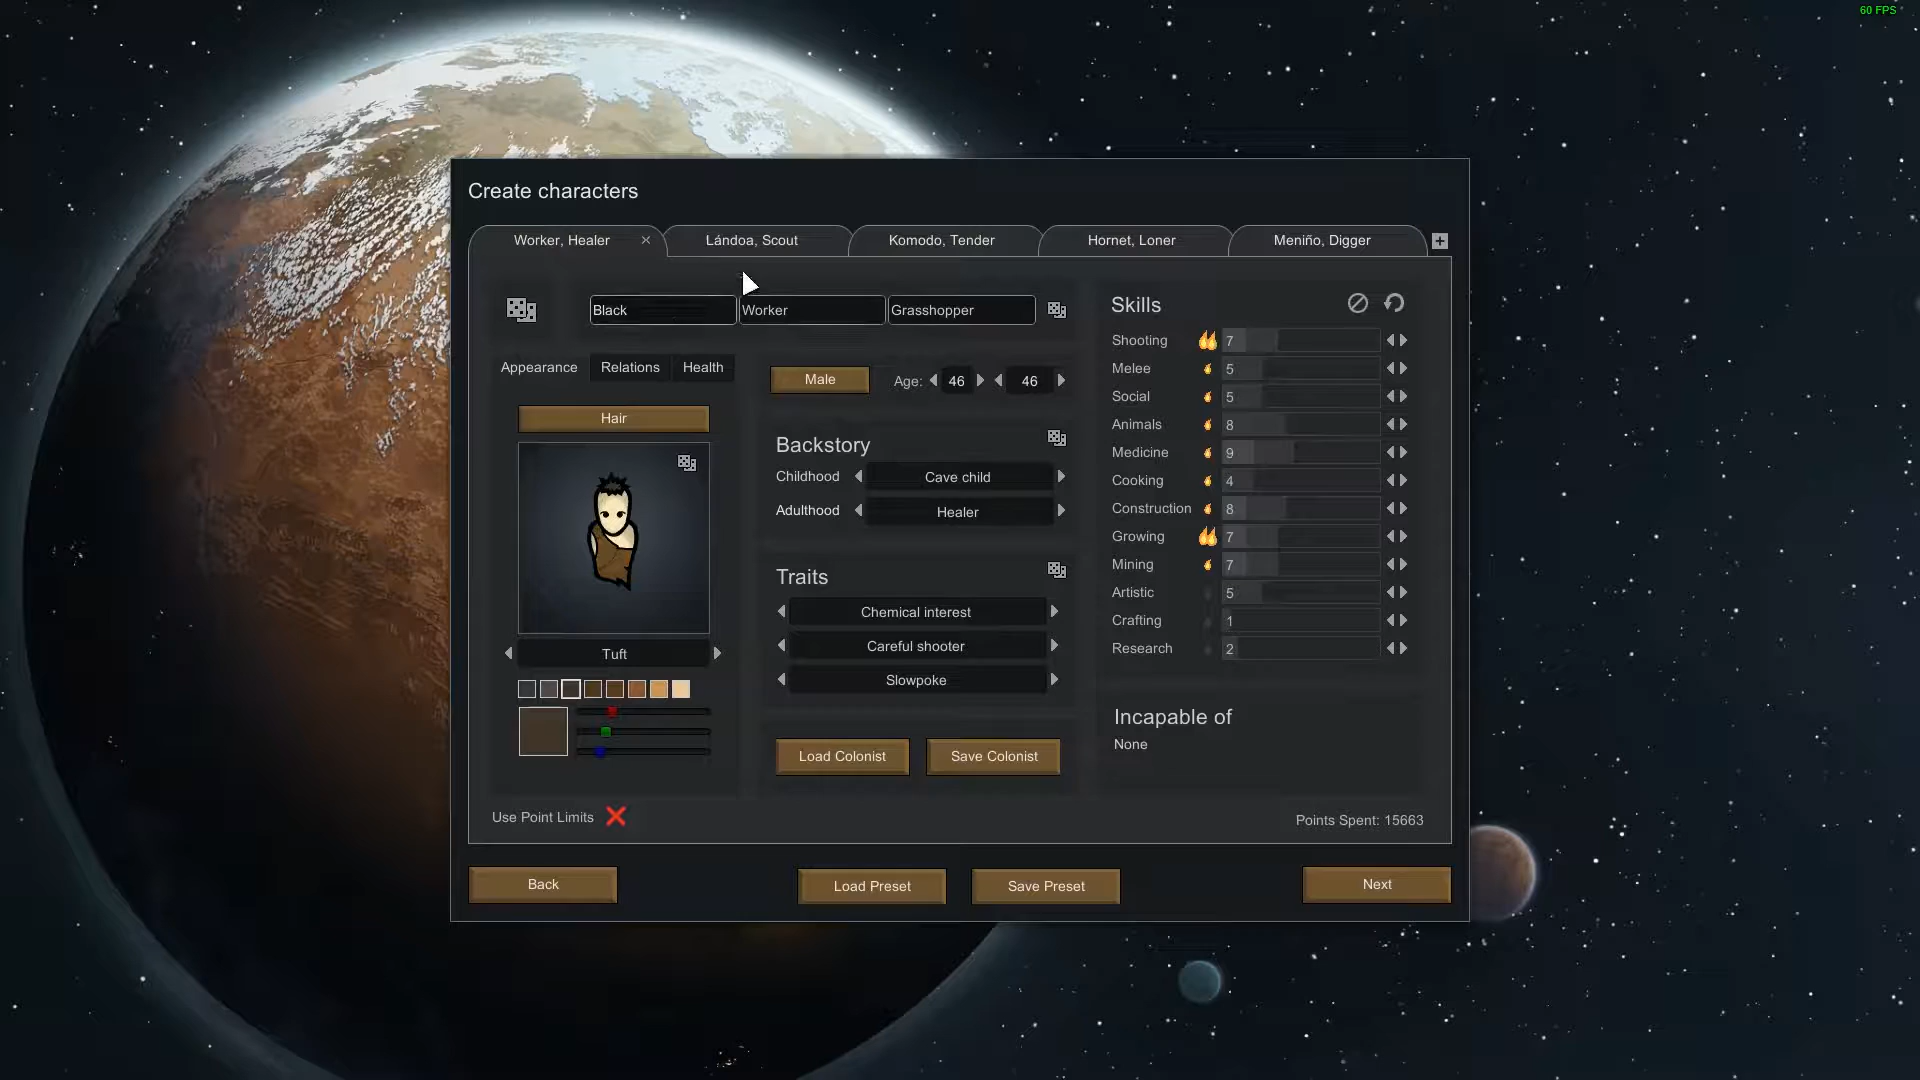 60 FPS
Create characters
Worker, Healer
Lándoa, Scout
Komodo, Tender
Hornet, Loner
Meniño, Digger
Black
Worker
Grasshopper
Appearance
Relations
Health
Hair
Tuft
Male
Age: 46 46
Backstory
Childhood Cave child
Adulthood Healer
Traits
Chemical interest
Careful shooter
Slowpoke
Load Colonist
Save Colonist
Skills
Shooting 7
Melee 5
Social 5
Animals 8
Medicine 9
Cooking 4
Construction 8
Growing 7
Mining 7
Artistic 5
Crafting 1
Research 2
Incapable of
None
Use Point Limits
Points Spent: 15663
Back
Load Preset
Save Preset
Next